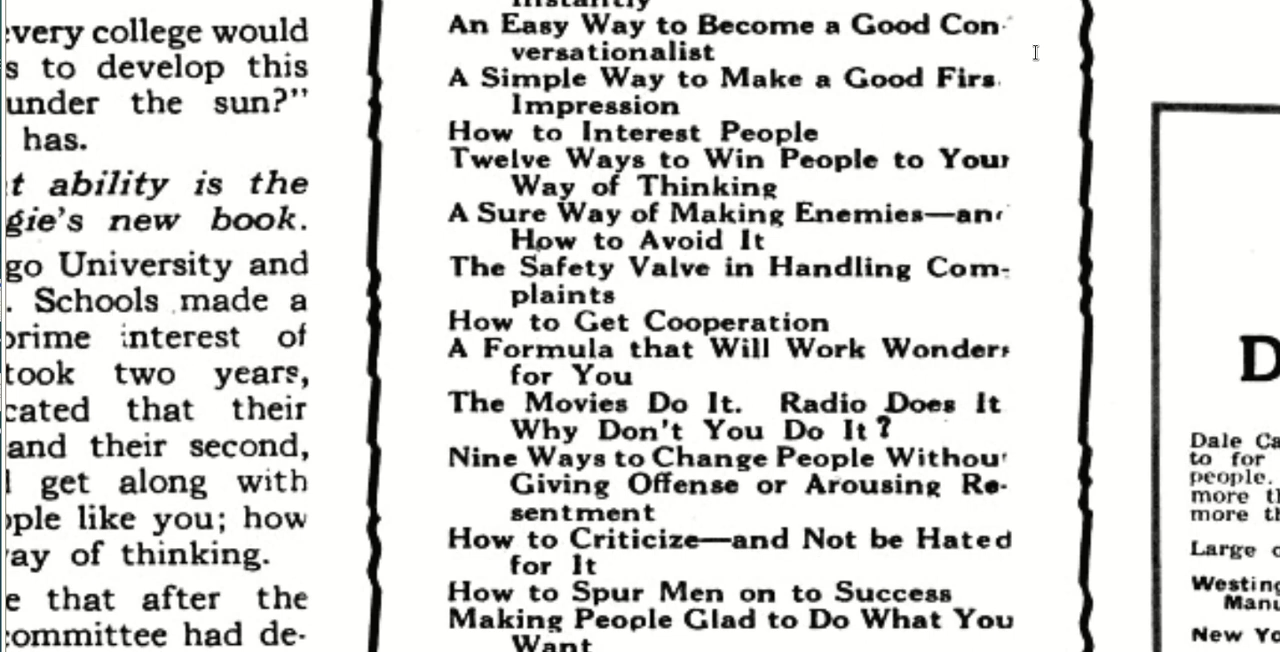 every college would
s to develop this
under the sun?"
has.
t ability is the
gie's new book.
go University and
. Schools made a
prime interest of
took two years,
cated that their
and their second,
get along with
ople like you; how
ay of thinking.
e that after the
committee had de-
Instantly
An Easy Way to Become a Good Con-
versationalist
A Simple Way to Make a Good Firs
Impression
How to Interest People
Twelve Ways to Win People to Your
Way of Thinking
A Sure Way of Making Enemies—and
How to Avoid It
The Safety Valve in Handling Com-
plaints
How to Get Cooperation
A Formula that Will Work Wonders
for You
The Movies Do It. Radio Does It
Why Don't You Do It?
Nine Ways to Change People Without
Giving Offense or Arousing Re-
sentment
How to Criticize—and Not be Hated
for It
How to Spur Men on to Success
Making People Glad to Do What You
Want
D
Dale Ca
to for
people.
more th
more th
Large c
Westing
Manu
New Yo